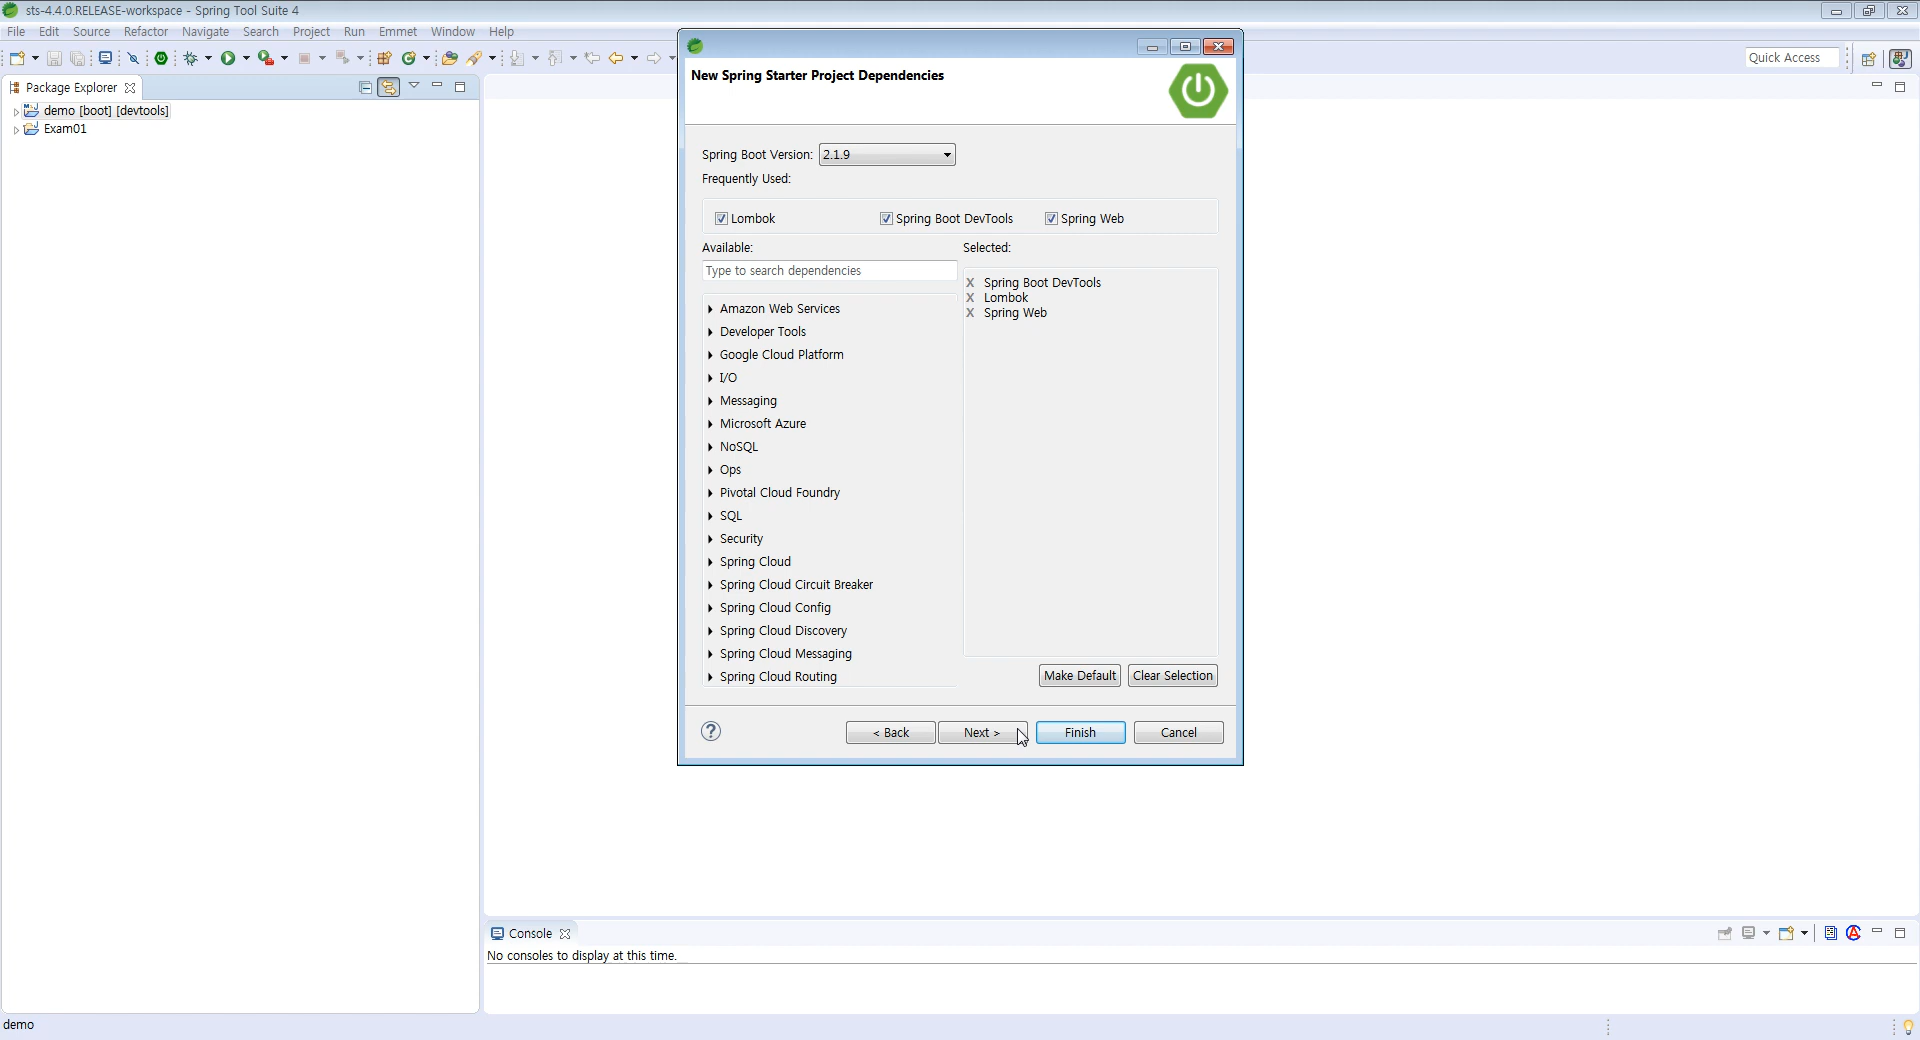 sts-4.4.0.RELEASE-workspace - Spring Tool Suite 4
File Edit Source Refactor Navigate Search Project Run Emmet Window Help
Quick Access
Package Explorer
demo [boot] [devtools]
Exam01
New Spring Starter Project Dependencies
Spring Boot Version: 2.1.9
Frequently Used:
Lombok Spring Boot DevTools Spring Web
Available:
Type to search dependencies
Amazon Web Services
Developer Tools
Google Cloud Platform
I/O
Messaging
Microsoft Azure
NoSQL
Ops
Pivotal Cloud Foundry
SQL
Security
Spring Cloud
Spring Cloud Circuit Breaker
Spring Cloud Config
Spring Cloud Discovery
Spring Cloud Messaging
Spring Cloud Routing
Selected:
X Spring Boot DevTools
X Lombok
X Spring Web
Make Default Clear Selection
? < Back Next > Finish Cancel
Console
No consoles to display at this time.
demo